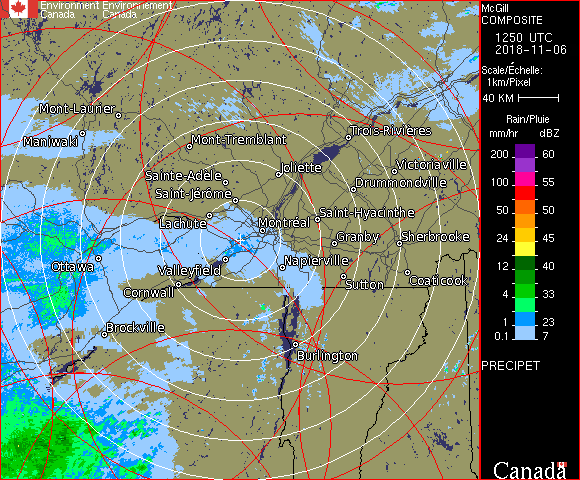 Environment Environnement
Canada Canada
McGill
COMPOSITE
1250 UTC
2018-11-06
Scale/Échelle:
1km/Pixel
40 KM
Rain/Pluie
mm/hr dBZ
200 60
155
100 55
50 50
24 45
12 40
4 33
1 23
0.1 7
PRECIPET
Canada
Mont-Laurier
Maniwaki
Mont-Tremblant
Trois-Rivières
Sainte-Adèle
Joliette
Victoriaville
Saint-Jérôme
Drummondville
Lachute
Montréal
Saint-Hyacinthe
Granby
Sherbrooke
Ottawa
Valleyfield
Napierville
Cornwall
Sutton
Coaticook
Brockville
Burlington